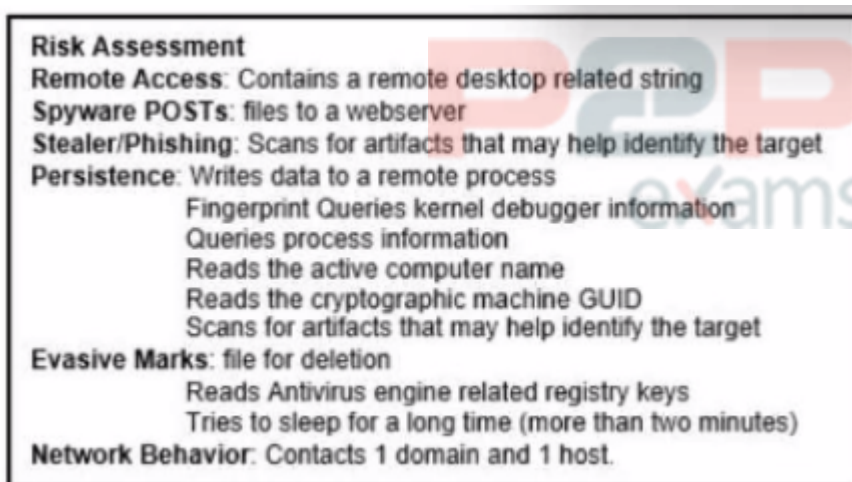 Risk Assessment
Remote Access: Contains a remote desktop related string
Spyware POSTs: files to a webserver
Stealer/Phishing: Scans for artifacts that may help identify the target
Persistence: Writes data to a remote process
Fingerprint Queries kernel debugger information
Queries process information
Reads the active computer name
Reads the cryptographic machine GUID
Scans for artifacts that may help identify the target
Evasive Marks: file for deletion
Reads Antivirus engine related registry keys
Tries to sleep for a long time (more than two minutes)
Network Behavior: Contacts 1 domain and 1 host.
P2P
exams